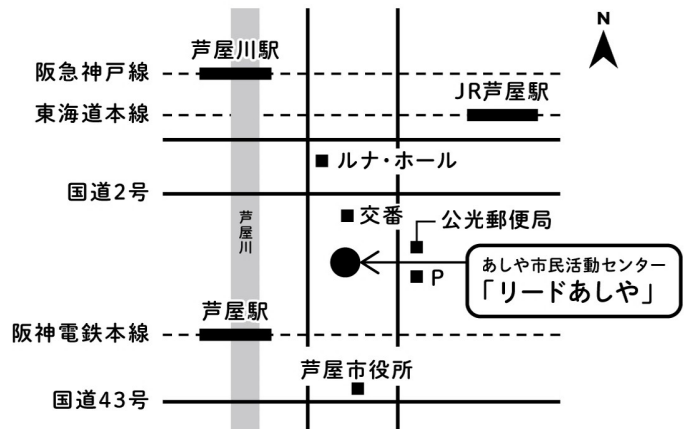 N
芦屋川駅
阪急神戸線
JR芦屋駅
東海道本線
ルナ・ホール
国道2号
交番
公光郵便局
芦屋川
あしや市民活動センター
「リードあしや」
P
芦屋駅
阪神電鉄本線
芦屋市役所
国道43号